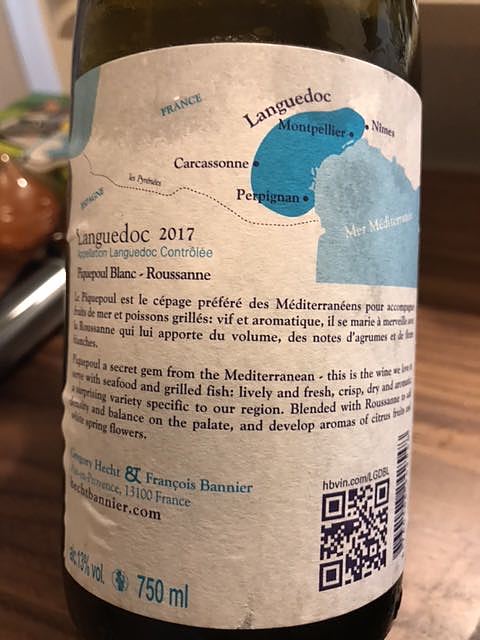 FRANCE
Languedoc
Montpellier
Nîmes
Carcassonne
les Pyrénées
Perpignan
Mer Méditerranée
Languedoc 2017
Appellation Languedoc Contrôlée
Piquepoul Blanc - Roussanne
Le Piquepoul est le cépage préféré des Méditerranéens pour accompagner
fruits de mer et poissons grillés: vif et aromatique, il se marie à merveille avec
la Roussanne qui lui apporte du volume, des notes d'agrumes et de fleurs
blanches.
Piquepoul a secret gem from the Mediterranean - this is the wine we love to
serve with seafood and grilled fish: lively and fresh, crisp, dry and aromatic,
a surprising variety specific to our region. Blended with Roussanne to add
density and balance on the palate, and develop aromas of citrus fruits and
white spring flowers.
Gregory Hecht & François Bannier
Aix-en-Provence, 13100 France
hechtbannier.com
hbvin.com/LGDBL
alc.13% vol.
750 ml